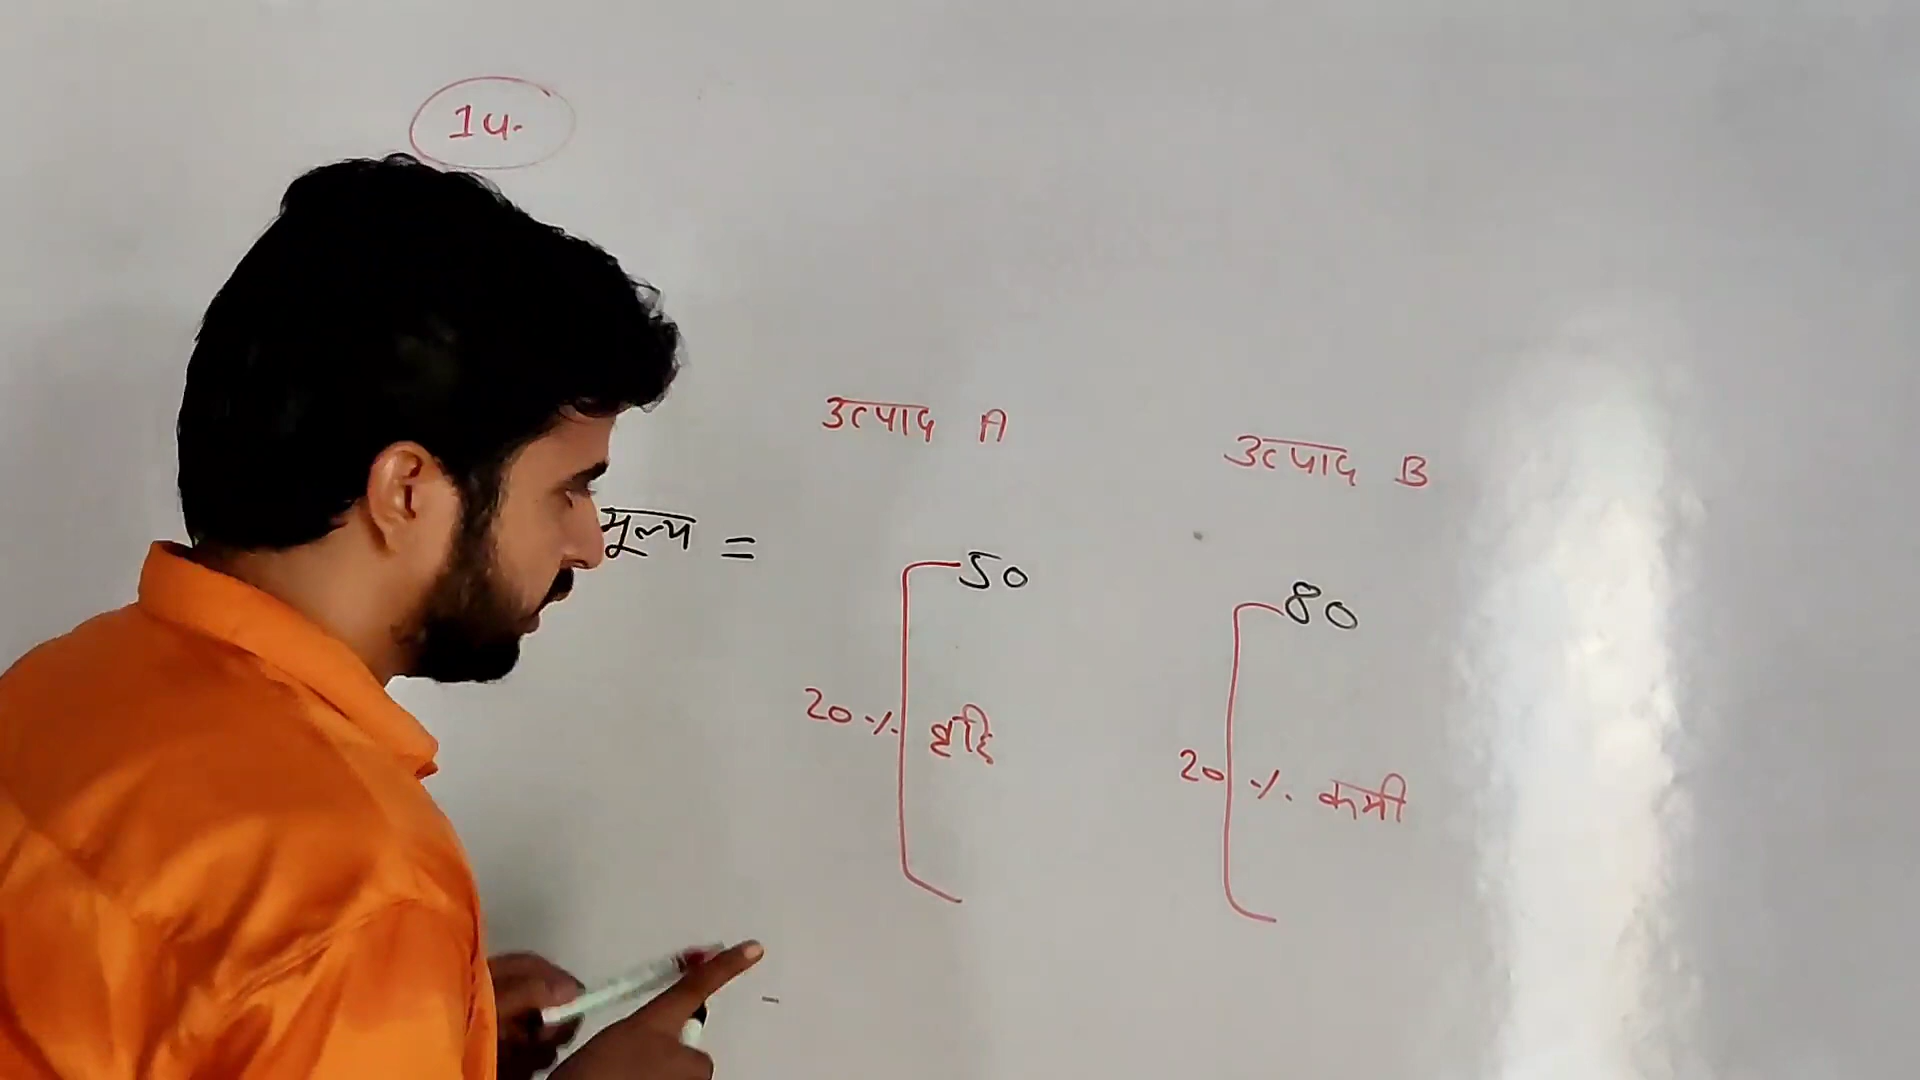 14.
उत्पाद A
उत्पाद B
मूल्य =
50
80
20 % वृद्धि
20 % कमी